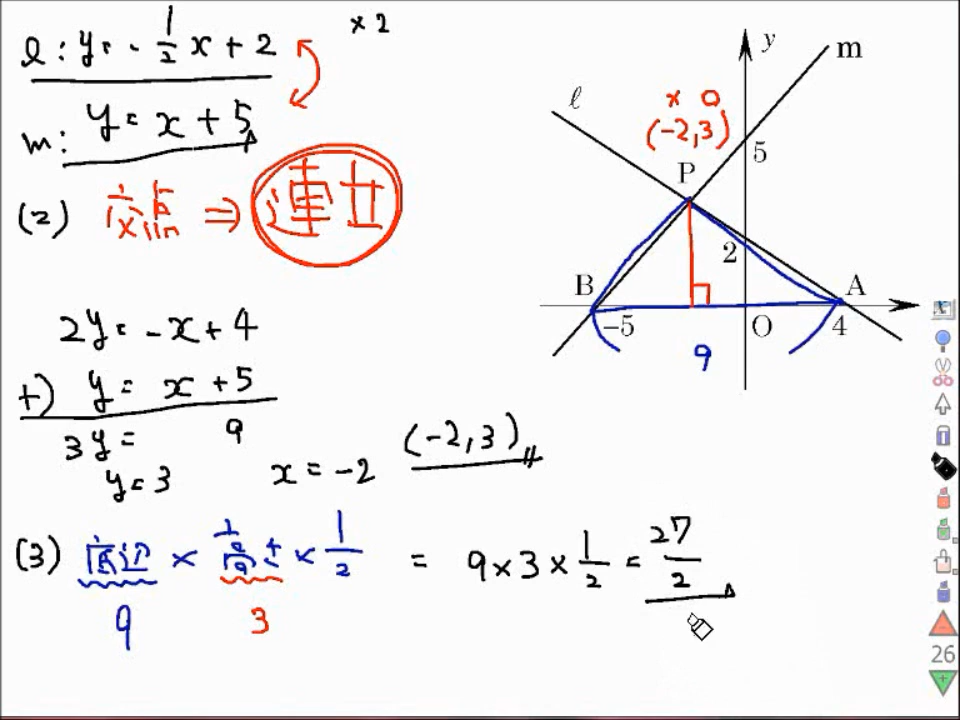 ℓ : y = -1/2 x + 2
× 2
m : y = x + 5
(2) 交点 ⇒ 連立
2y = -x + 4
+) y = x + 5
3y = 9
y = 3
x = -2 (-2, 3)
(3) 底辺 × 高さ × 1/2 = 9 × 3 × 1/2 = 27/2
9
3
y
m
ℓ
x 0
(-2, 3)
5
P
2
B
A
-5
O
4
x
9
26